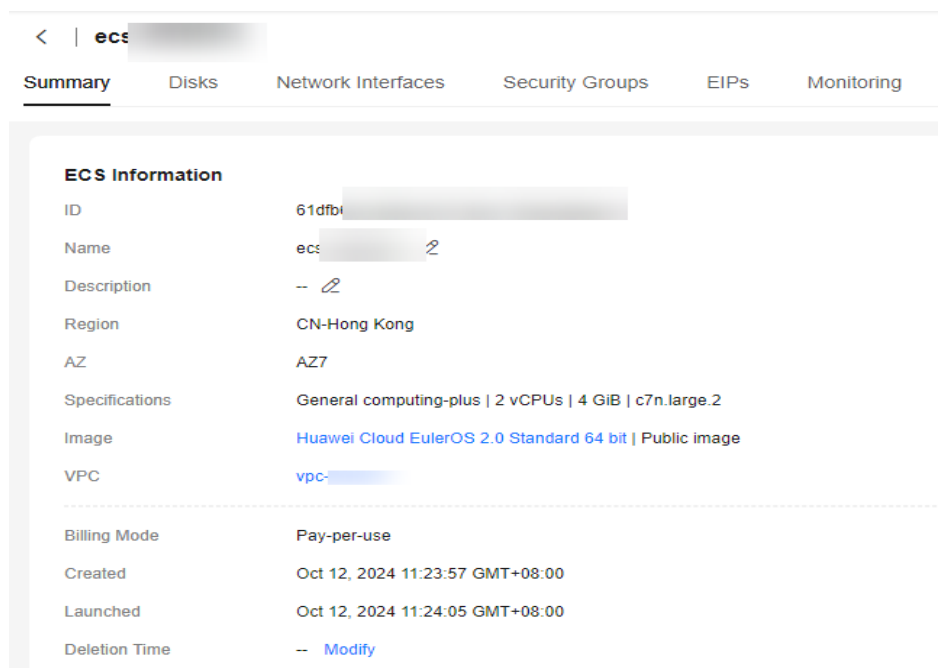 ecs
Summary Disks Network Interfaces Security Groups EIPs Monitoring
ECS Information
ID 61dfb
Name ecs
Description --
Region CN-Hong Kong
AZ AZ7
Specifications General computing-plus | 2 vCPUs | 4 GiB | c7n.large.2
Image Huawei Cloud EulerOS 2.0 Standard 64 bit | Public image
VPC vpc-
Billing Mode Pay-per-use
Created Oct 12, 2024 11:23:57 GMT+08:00
Launched Oct 12, 2024 11:24:05 GMT+08:00
Deletion Time -- Modify